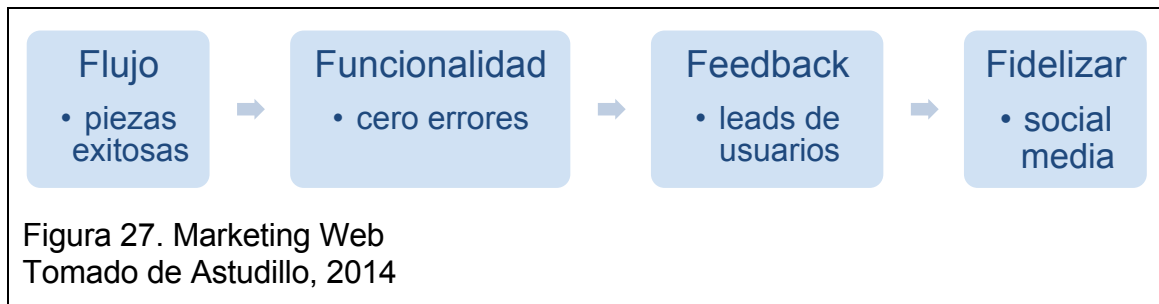 Flujo
• piezas
exitosas
Funcionalidad
• cero errores
Feedback
• leads de
usuarios
Fidelizar
• social
media
Figura 27. Marketing Web
Tomado de Astudillo, 2014